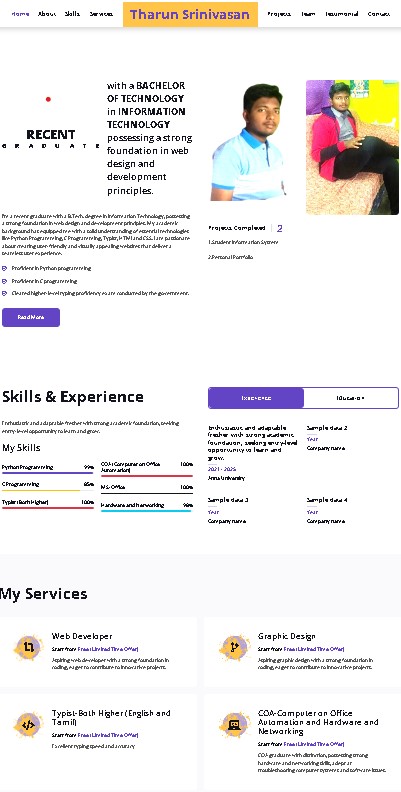 Home About Skills Services Tharun Srinivasan Projects Team Testimonial Contact
with a BACHELOR
OF TECHNOLOGY
in INFORMATION
TECHNOLOGY
possessing a strong
foundation in web
design and
development
principles.
RECENT
GRADUATE
I'm a recent graduate with a B.Tech. degree in Information Technology, possessing
a strong foundation in web design and development principles. My academic
background has equipped me with a solid understanding of essential technologies
like Python Programming, C Programing, Typist, HTML and CSS. I am passionate
about creating user-friendly and visually appealing websites that deliver a
seamless user experience.
Proficient in Python programming
Proficient in C programming
Cleared higher-level typing proficiency exams conducted by the government.
Read More
Projects Completed 2
1.Student Information System
2.Personal Portfolio
Skills & Experience
Enthusiastic and adaptable fresher with strong academic foundation, seeking
entry-level opportunity to learn and grow.
My Skills
Python Programming 99%
C Programming 85%
Typist (Both Higher) 100%
COA (Computer on Office
Automation) 100%
MS-Office 100%
Hardware and Networking 98%
Experience Education
Enthusiastic and adaptable
fresher with strong academic
foundation, seeking entry-level
opportunity to learn and
grow.
2021 - 2025
Anna University
Sample data 2
Year
Company name
Sample data 3
Year
Company name
Sample data 4
Year
Company name
My Services
Web Developer
Start from Free (Limited Time Offer)
Aspiring web developer with a strong foundation in
coding, eager to contribute to innovative projects.
Graphic Design
Start from Free (Limited Time Offer)
Aspiring graphic design with a strong foundation in
coding, eager to contribute to innovative projects.
Typist-Both Higher (English and
Tamil)
Start from Free (Limited Time Offer)
Excellent typing speed and accuracy
COA-Computer on Office
Automation and Hardware and
Networking
Start from Free (Limited Time Offer)
COA graduate with distinction, possessing strong
hardware and networking skills, adept at
troubleshooting computer systems and software issues.